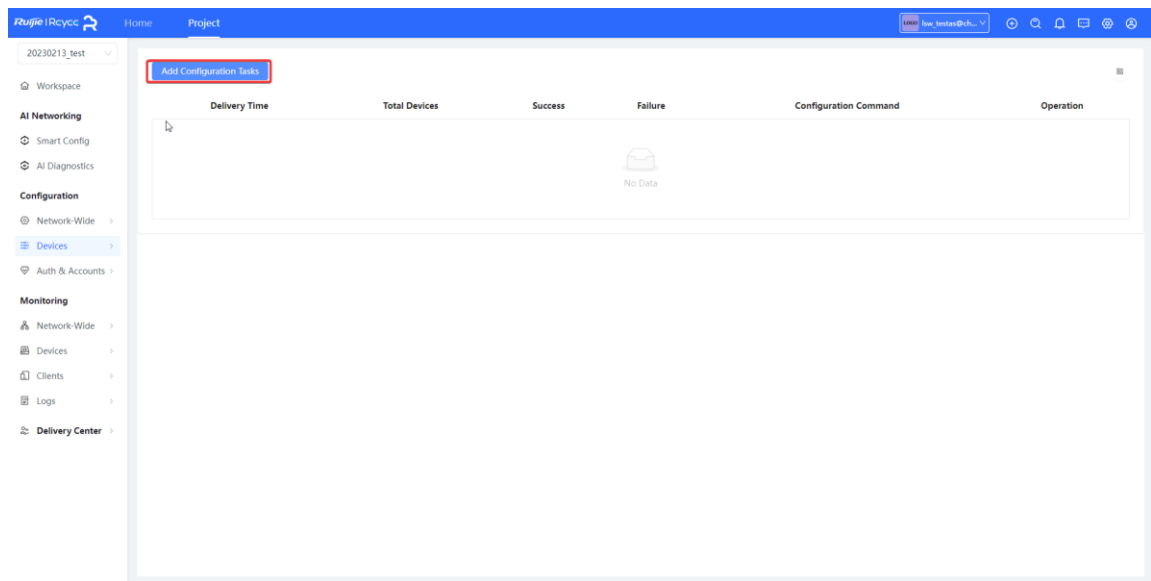 Ruijie | Rcycc Home Project LOGO lsw_testas@ch...
20230213_test
Workspace
AI Networking
Smart Config
AI Diagnostics
Configuration
Network-Wide
Devices
Auth & Accounts
Monitoring
Network-Wide
Devices
Clients
Logs
Delivery Center
Add Configuration Tasks
Delivery Time Total Devices Success Failure Configuration Command Operation
No Data